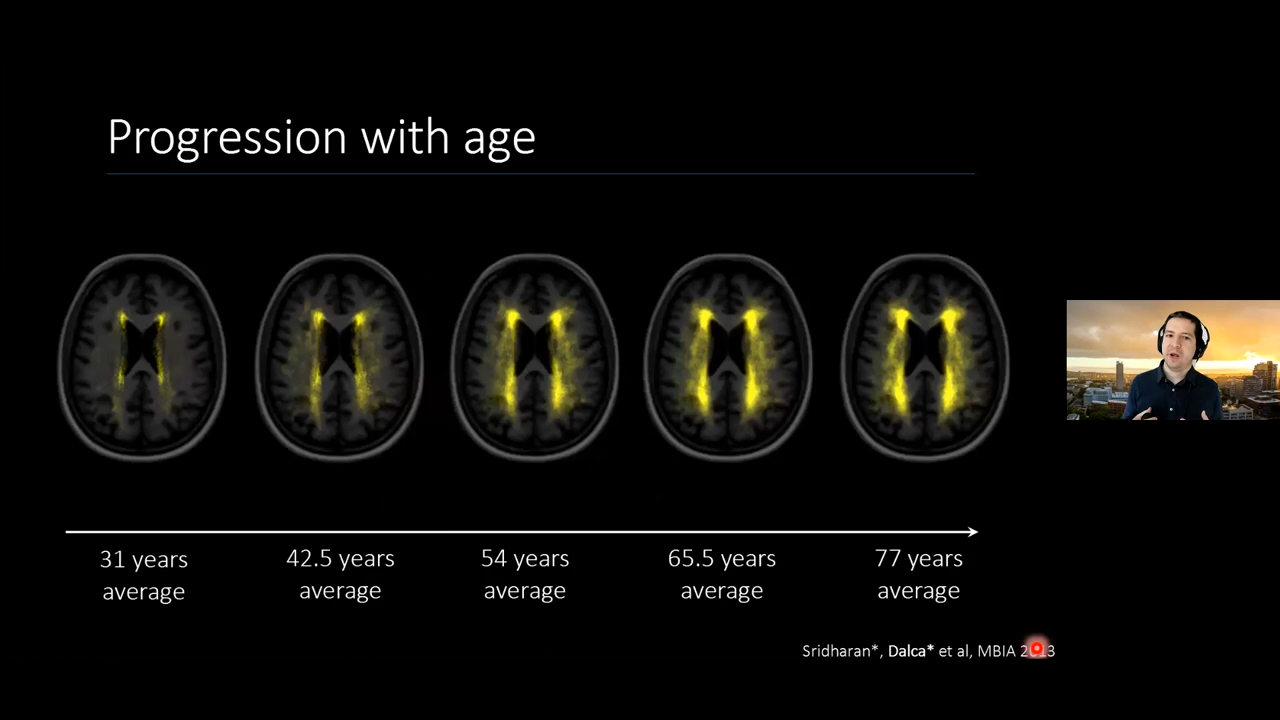 Progression with age
31 years
average
42.5 years
average
54 years
average
65.5 years
average
77 years
average
Sridharan*, Dalca* et al, MBIA 2013